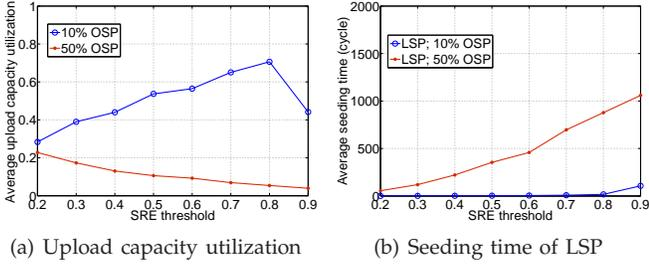 Average upload capacity utilization
1
0.8
0.6
0.4
0.2
0
10% OSP
50% OSP
0.2 0.3 0.4 0.5 0.6 0.7 0.8 0.9
SRE threshold
(a) Upload capacity utilization
Average seeding time (cycle)
2000
1500
1000
500
0
LSP; 10% OSP
LSP; 50% OSP
0.2 0.3 0.4 0.5 0.6 0.7 0.8 0.9
SRE threshold
(b) Seeding time of LSP